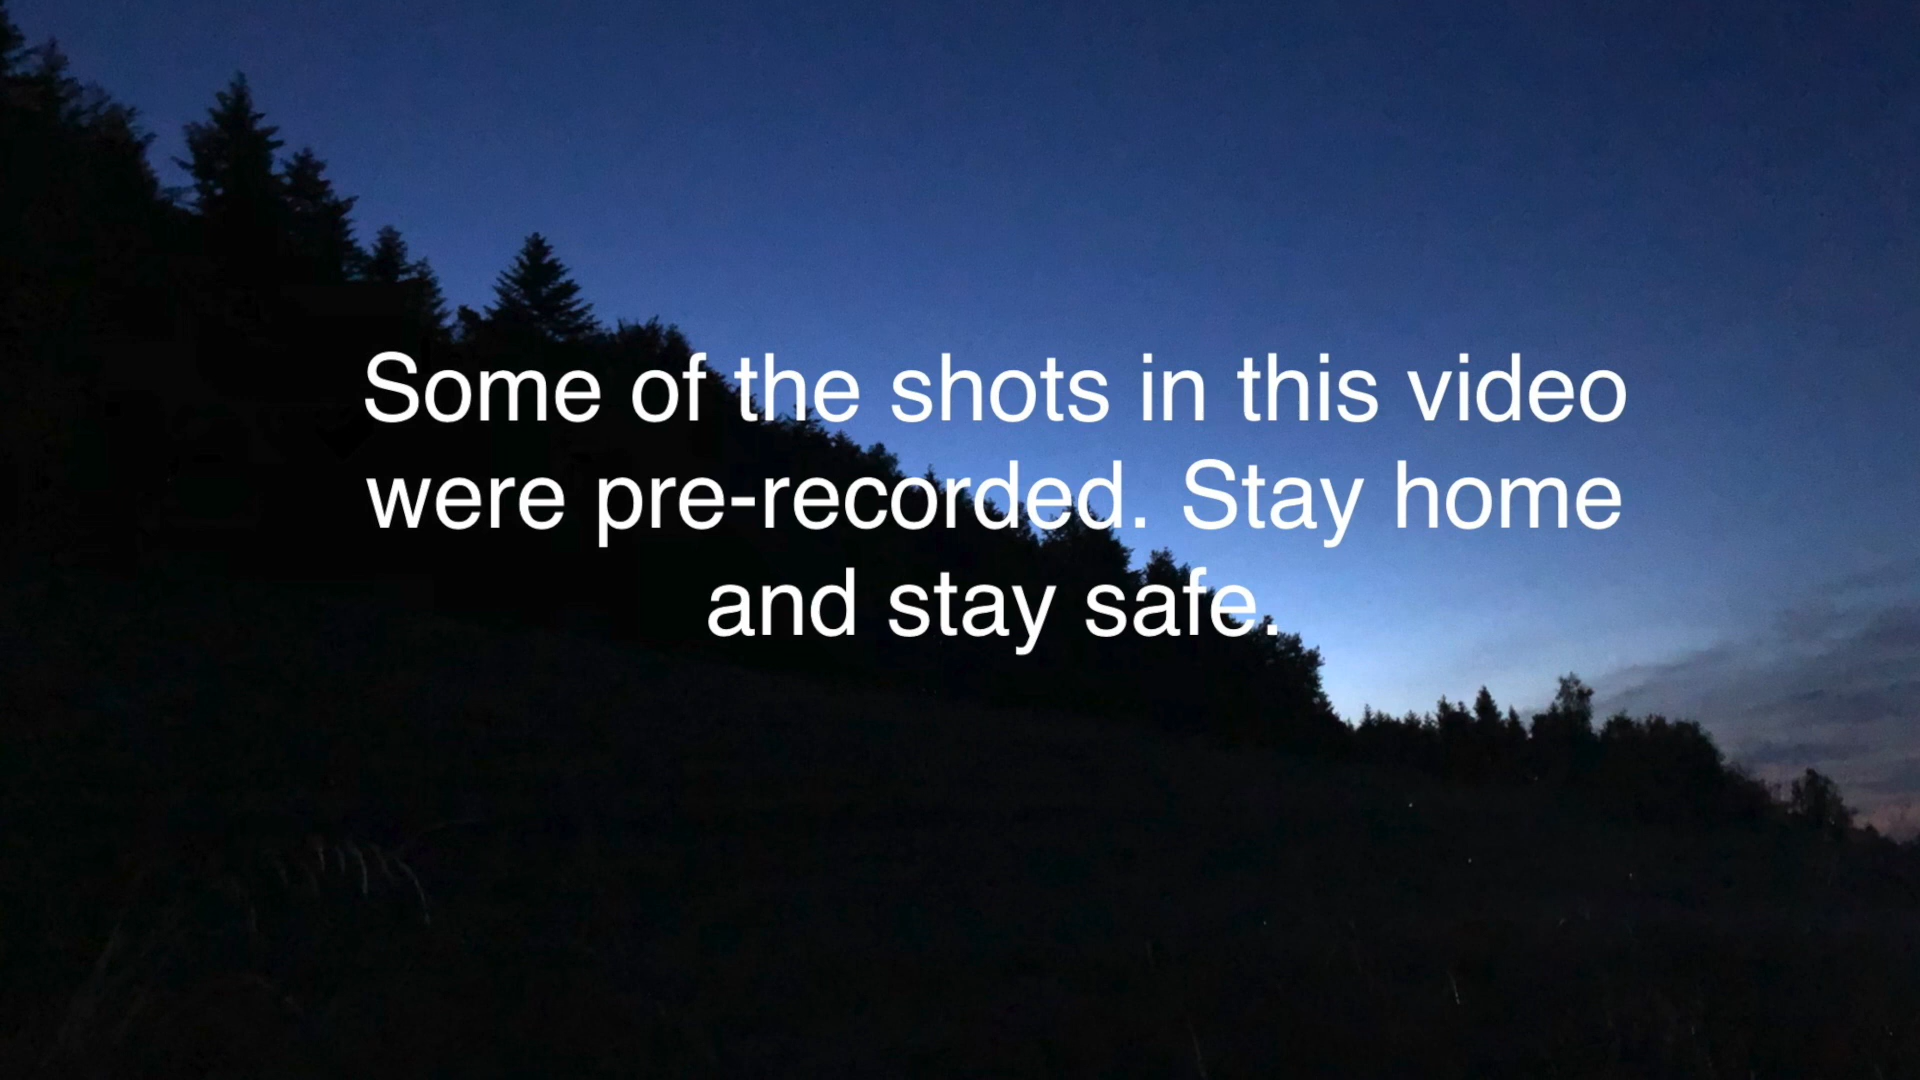 Some of the shots in this video
were pre-recorded. Stay home
and stay safe.